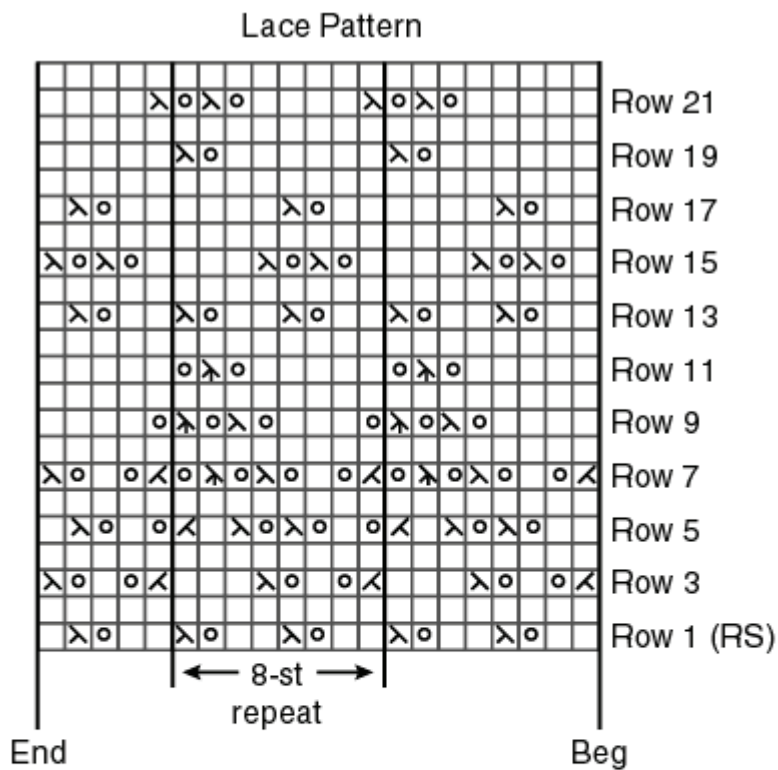 Lace Pattern
Row 21
Row 19
Row 17
Row 15
Row 13
Row 11
Row 9
Row 7
Row 5
Row 3
Row 1 (RS)
8-st
repeat
End
Beg